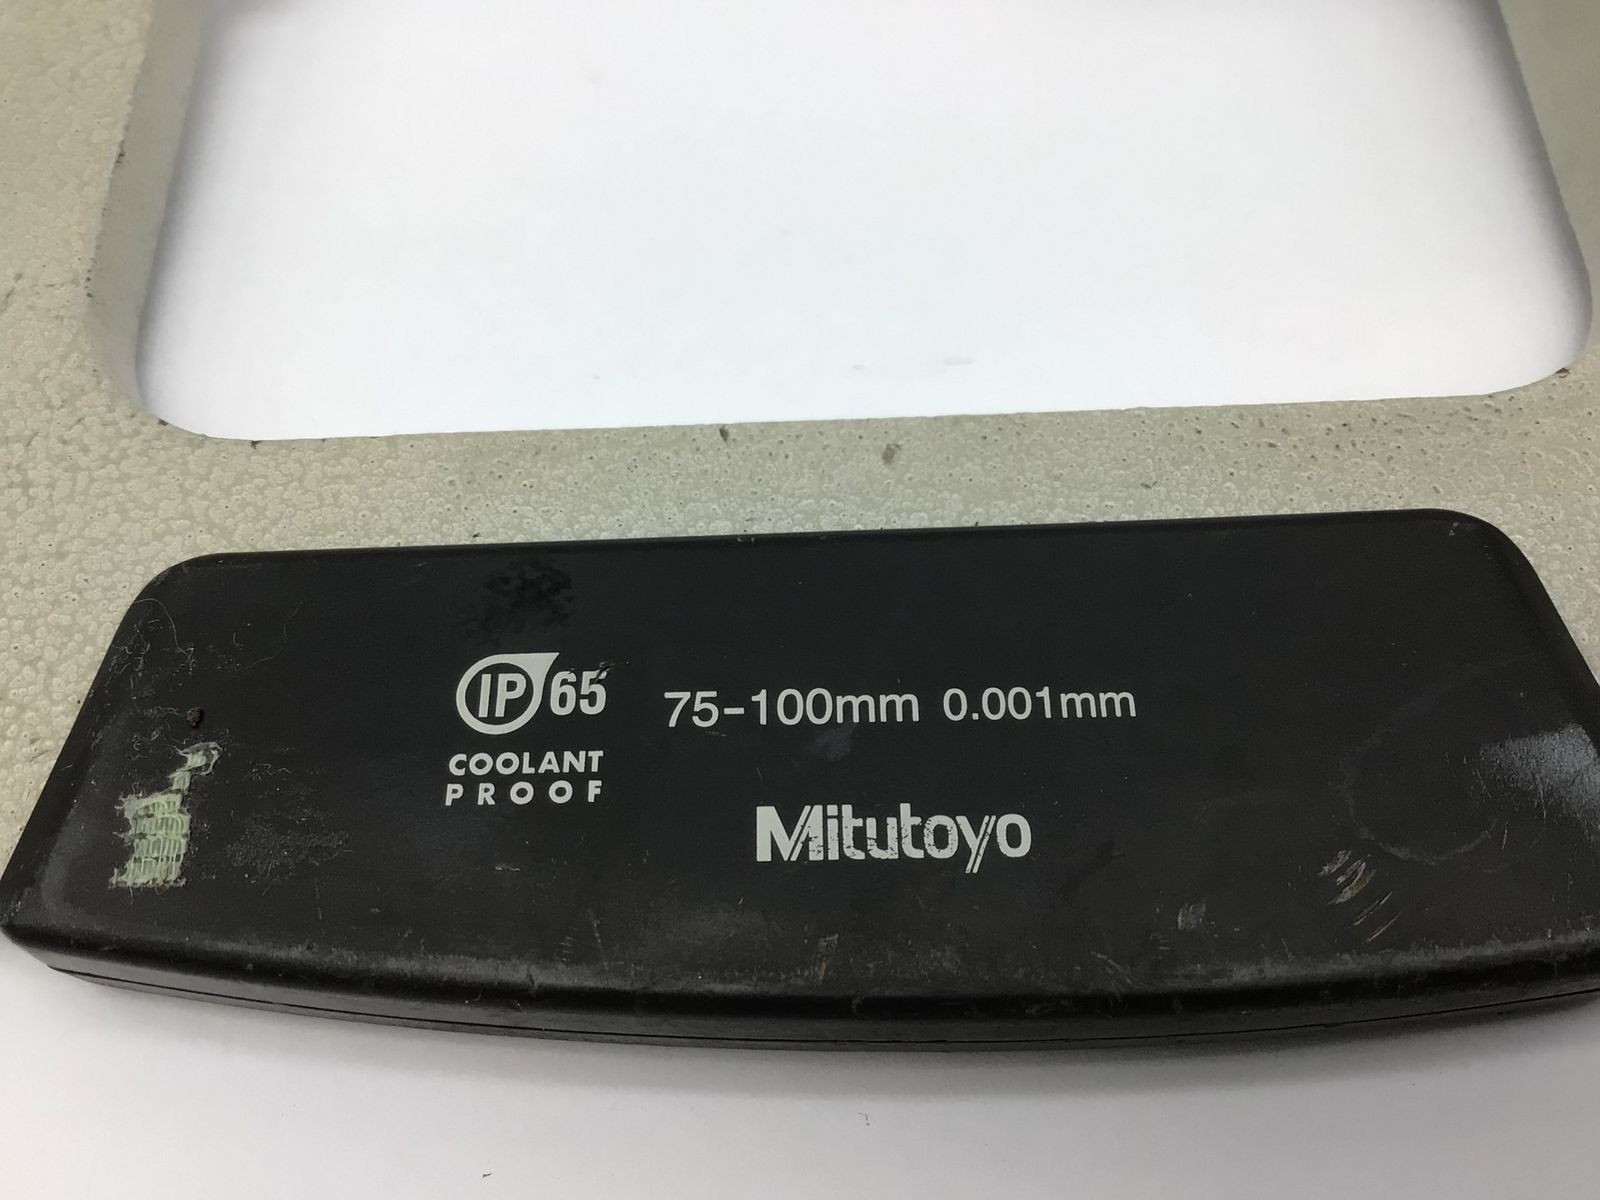 IP65 75-100mm 0.001mm
COOLANT
PROOF
Mitutoyo